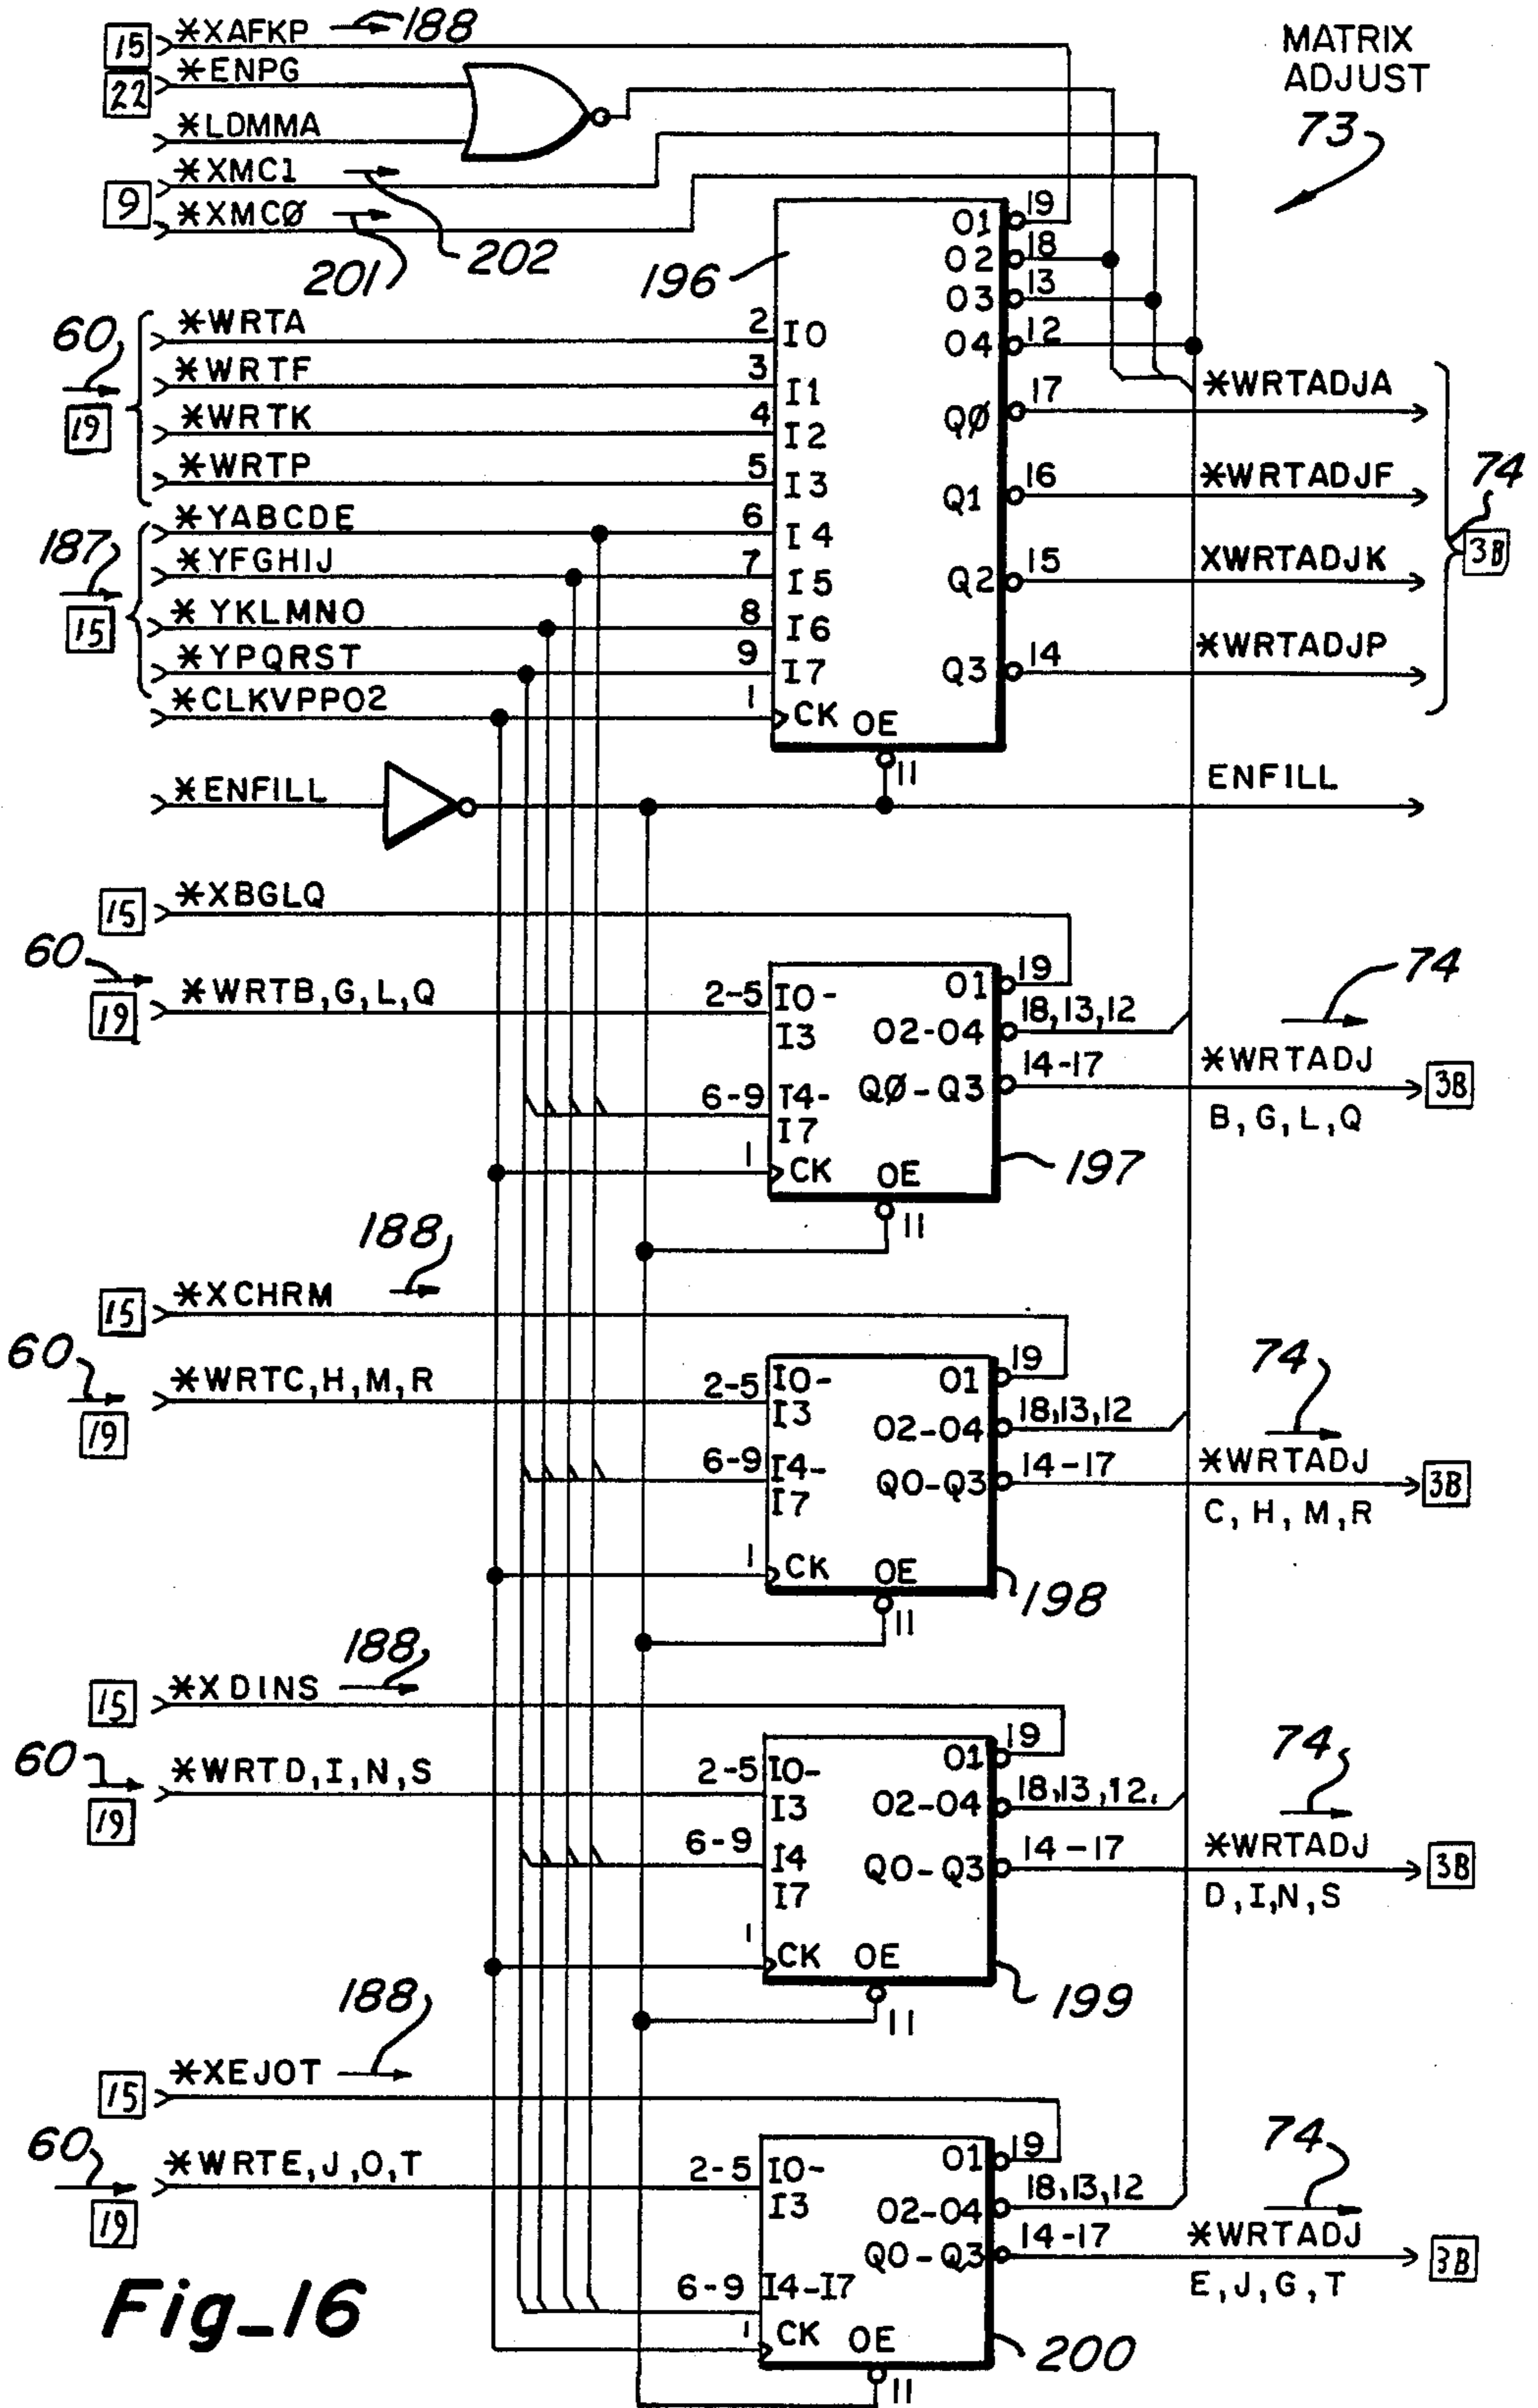 15 *XAFKP 188
22 *ENPG
*LDMMA
9 *XMC1 202
*XMCØ 201
MATRIX
ADJUST
73
196
O1 19
O2 18
O3 13
O4 12
60 19
*WRTA 2 I0
*WRTF 3 I1
*WRTK 4 I2
*WRTP 5 I3
187 15
*YABCDE 6 I4
*YFGHIJ 7 I5
*YKLMNO 8 I6
*YPQRST 9 I7
*CLKVPPO2 1 CK OE 11
QØ 17 *WRTADJA
Q1 16 *WRTADJF
Q2 15 XWRTADJK
Q3 14 *WRTADJP
74 3B
*ENFILL ENFILL
15 *XBGLQ
60 19 *WRTB,G,L,Q 2-5 I0-
I3
O1 19
O2-O4 18,13,12
QØ-Q3 14-17 *WRTADJ 74 3B
B,G,L,Q
6-9 I4-
I7
1 CK OE 11
197
15 *XCHRM 188
60 19 *WRTC,H,M,R 2-5 I0-
I3
O1 19
O2-O4 18,13,12
Q0-Q3 14-17 *WRTADJ 74 3B
C,H,M,R
6-9 I4-
I7
1 CK OE 11
198
15 *XDINS 188
60 19 *WRTD,I,N,S 2-5 I0-
I3
O1 19
O2-O4 18,13,12.
Q0-Q3 14-17 *WRTADJ 74 3B
D,I,N,S
6-9 I4
I7
1 CK OE 11
199
15 *XEJOT 188
60 19 *WRTE,J,O,T 2-5 I0-
I3
O1 19
O2-O4 18,13,12
Q0-Q3 14-17 *WRTADJ 74 3B
E,J,G,T
6-9 I4-I7
1 CK OE 11
200
Fig_16